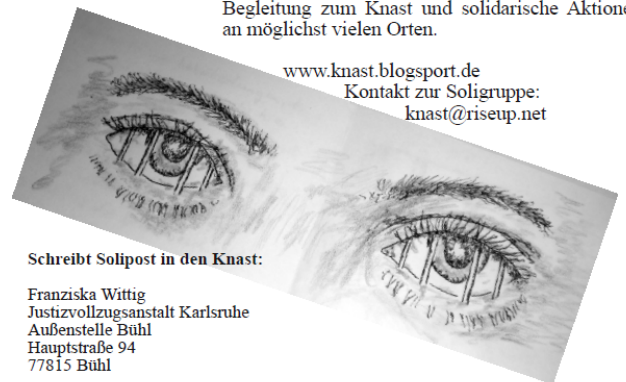 Begleitung zum Knast und solidarische Aktione
an möglichst vielen Orten.
www.knast.blogsport.de
Kontakt zur Soligruppe:
knast@riseup.net
Schreibt Solipost in den Knast:
Franziska Wittig
Justizvollzugsanstalt Karlsruhe
Außenstelle Bühl
Hauptstraße 94
77815 Bühl